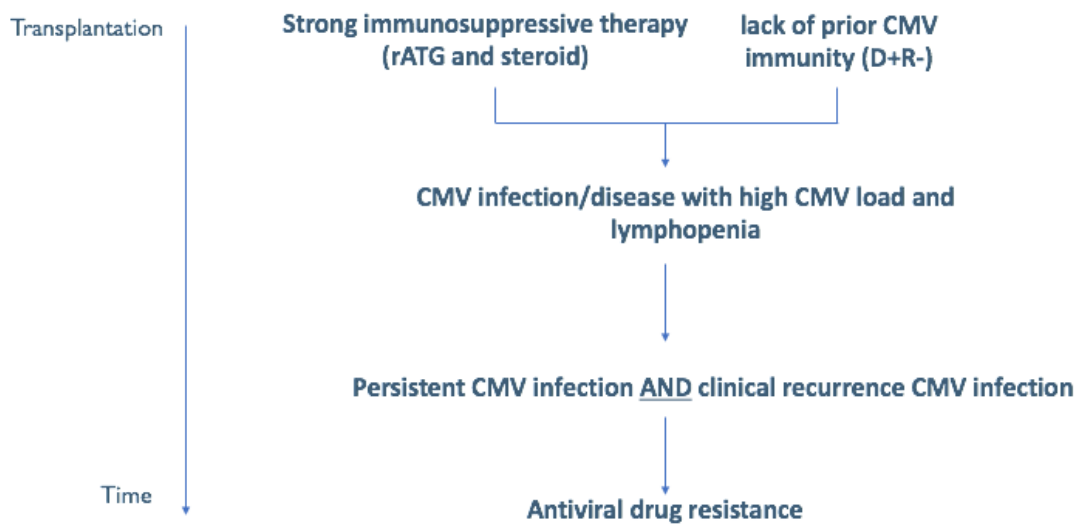 Transplantation
Strong immunosuppressive therapy
(rATG and steroid)
lack of prior CMV
immunity (D+R-)
CMV infection/disease with high CMV load and
lymphopenia
Persistent CMV infection AND clinical recurrence CMV infection
Time
Antiviral drug resistance